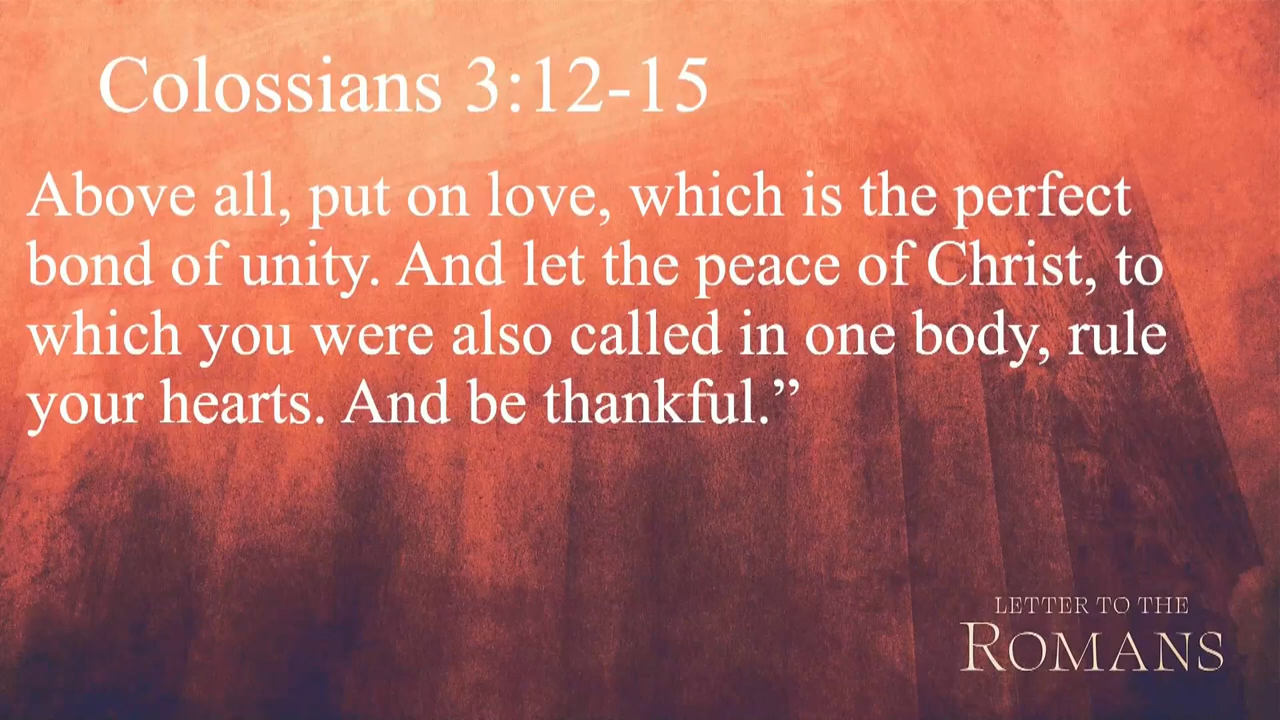 Colossians 3:12-15
Above all, put on love, which is the perfect
bond of unity. And let the peace of Christ, to
which you were also called in one body, rule
your hearts. And be thankful.”
LETTER TO THE
ROMANS